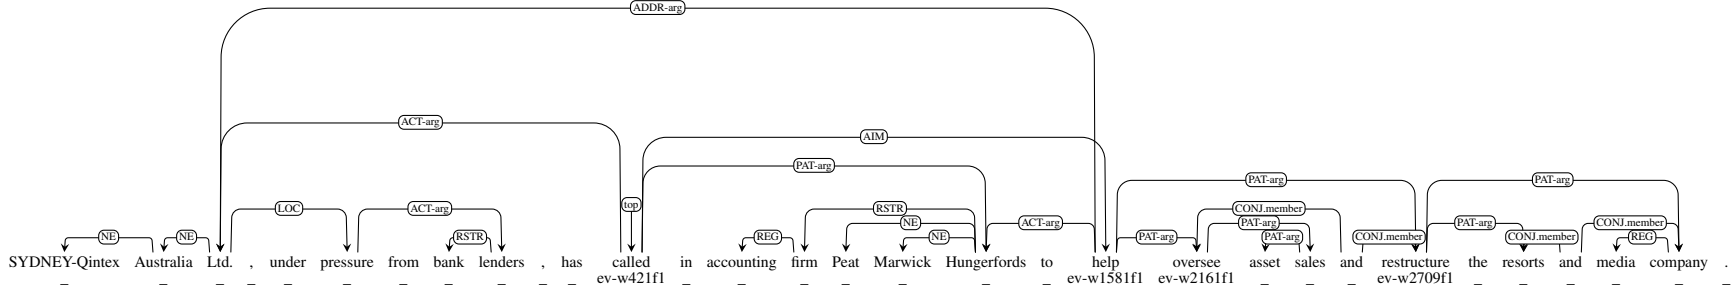 ADDR-arg
ACT-arg
AIM
PAT-arg
PAT-arg PAT-arg
LOC ACT-arg top RSTR CONJ.member
NE ACT-arg PAT-arg PAT-arg CONJ.member
NE NE RSTR REG NE PAT-arg PAT-arg CONJ.member CONJ.member REG
SYDNEY-Qintex Australia Ltd. , under pressure from bank lenders , has called in accounting firm Peat Marwick Hungerfords to help oversee asset sales and restructure the resorts and media company .
_ _ _ _ _ _ _ _ _ _ _ ev-w421f1 _ _ _ _ _ _ _ ev-w1581f1 ev-w2161f1 _ _ _ ev-w2709f1 _ _ _ _ _ _